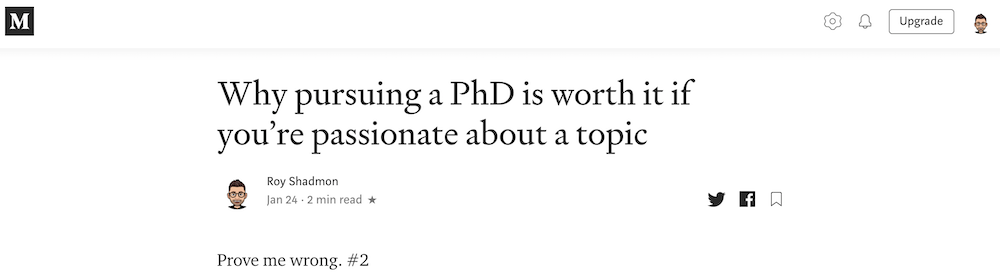 M
Upgrade
Why pursuing a PhD is worth it if
you’re passionate about a topic
Roy Shadmon
Jan 24 · 2 min read ★
Prove me wrong. #2